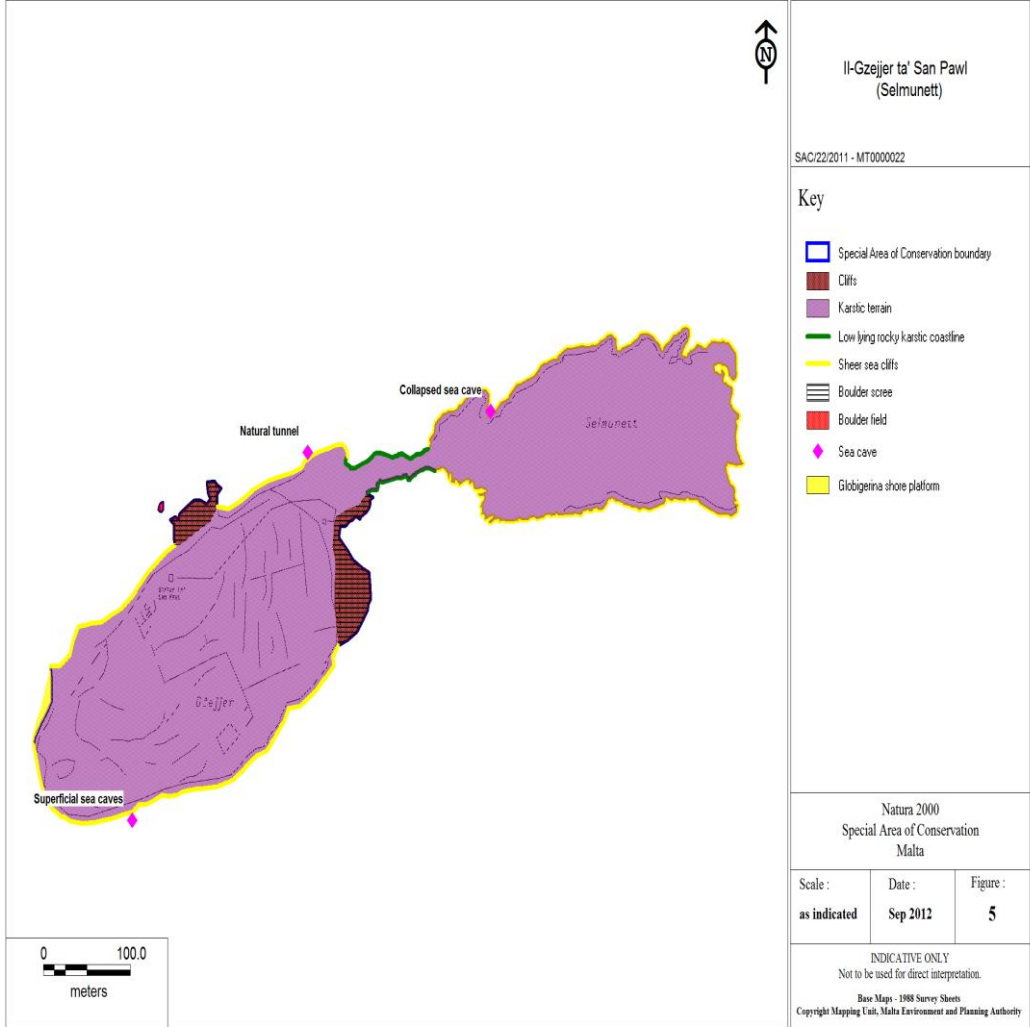 N
Il-Gzejjer ta' San Pawl
(Selmunett)
SAC/22/2011 - MT0000022
Key
Special Area of Conservation boundary
Cliffs
Karstic terrain
Low lying rocky karstic coastline
Sheer sea cliffs
Boulder scree
Boulder field
Sea cave
Globigerina shore platform
Collapsed sea cave
Selmunett
Natural tunnel
San Pawl
Gżejjer
Superficial sea caves
0 100.0
meters
Natura 2000
Special Area of Conservation
Malta
Scale :
as indicated
Date :
Sep 2012
Figure :
5
INDICATIVE ONLY
Not to be used for direct interpretation.
Base Maps - 1988 Survey Sheets
Copyright Mapping Unit, Malta Environment and Planning Authority